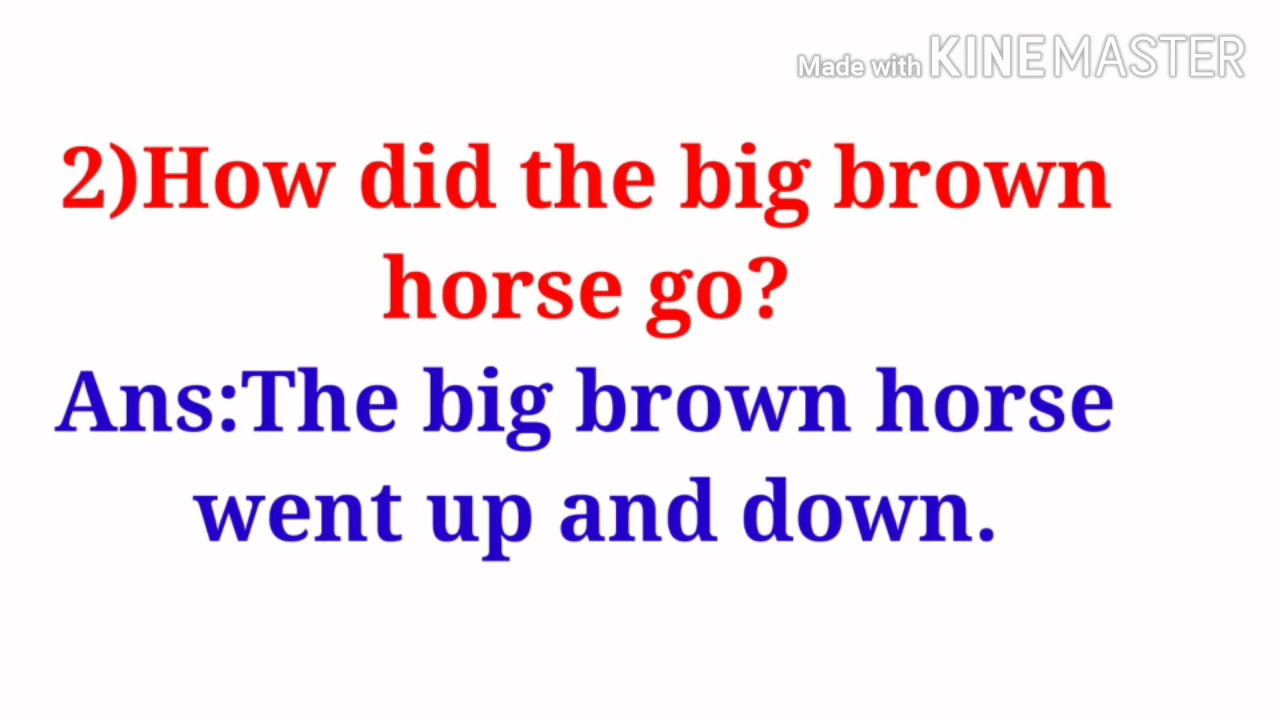 Made with KINEMASTER
2)How did the big brown
horse go?
Ans:The big brown horse
went up and down.